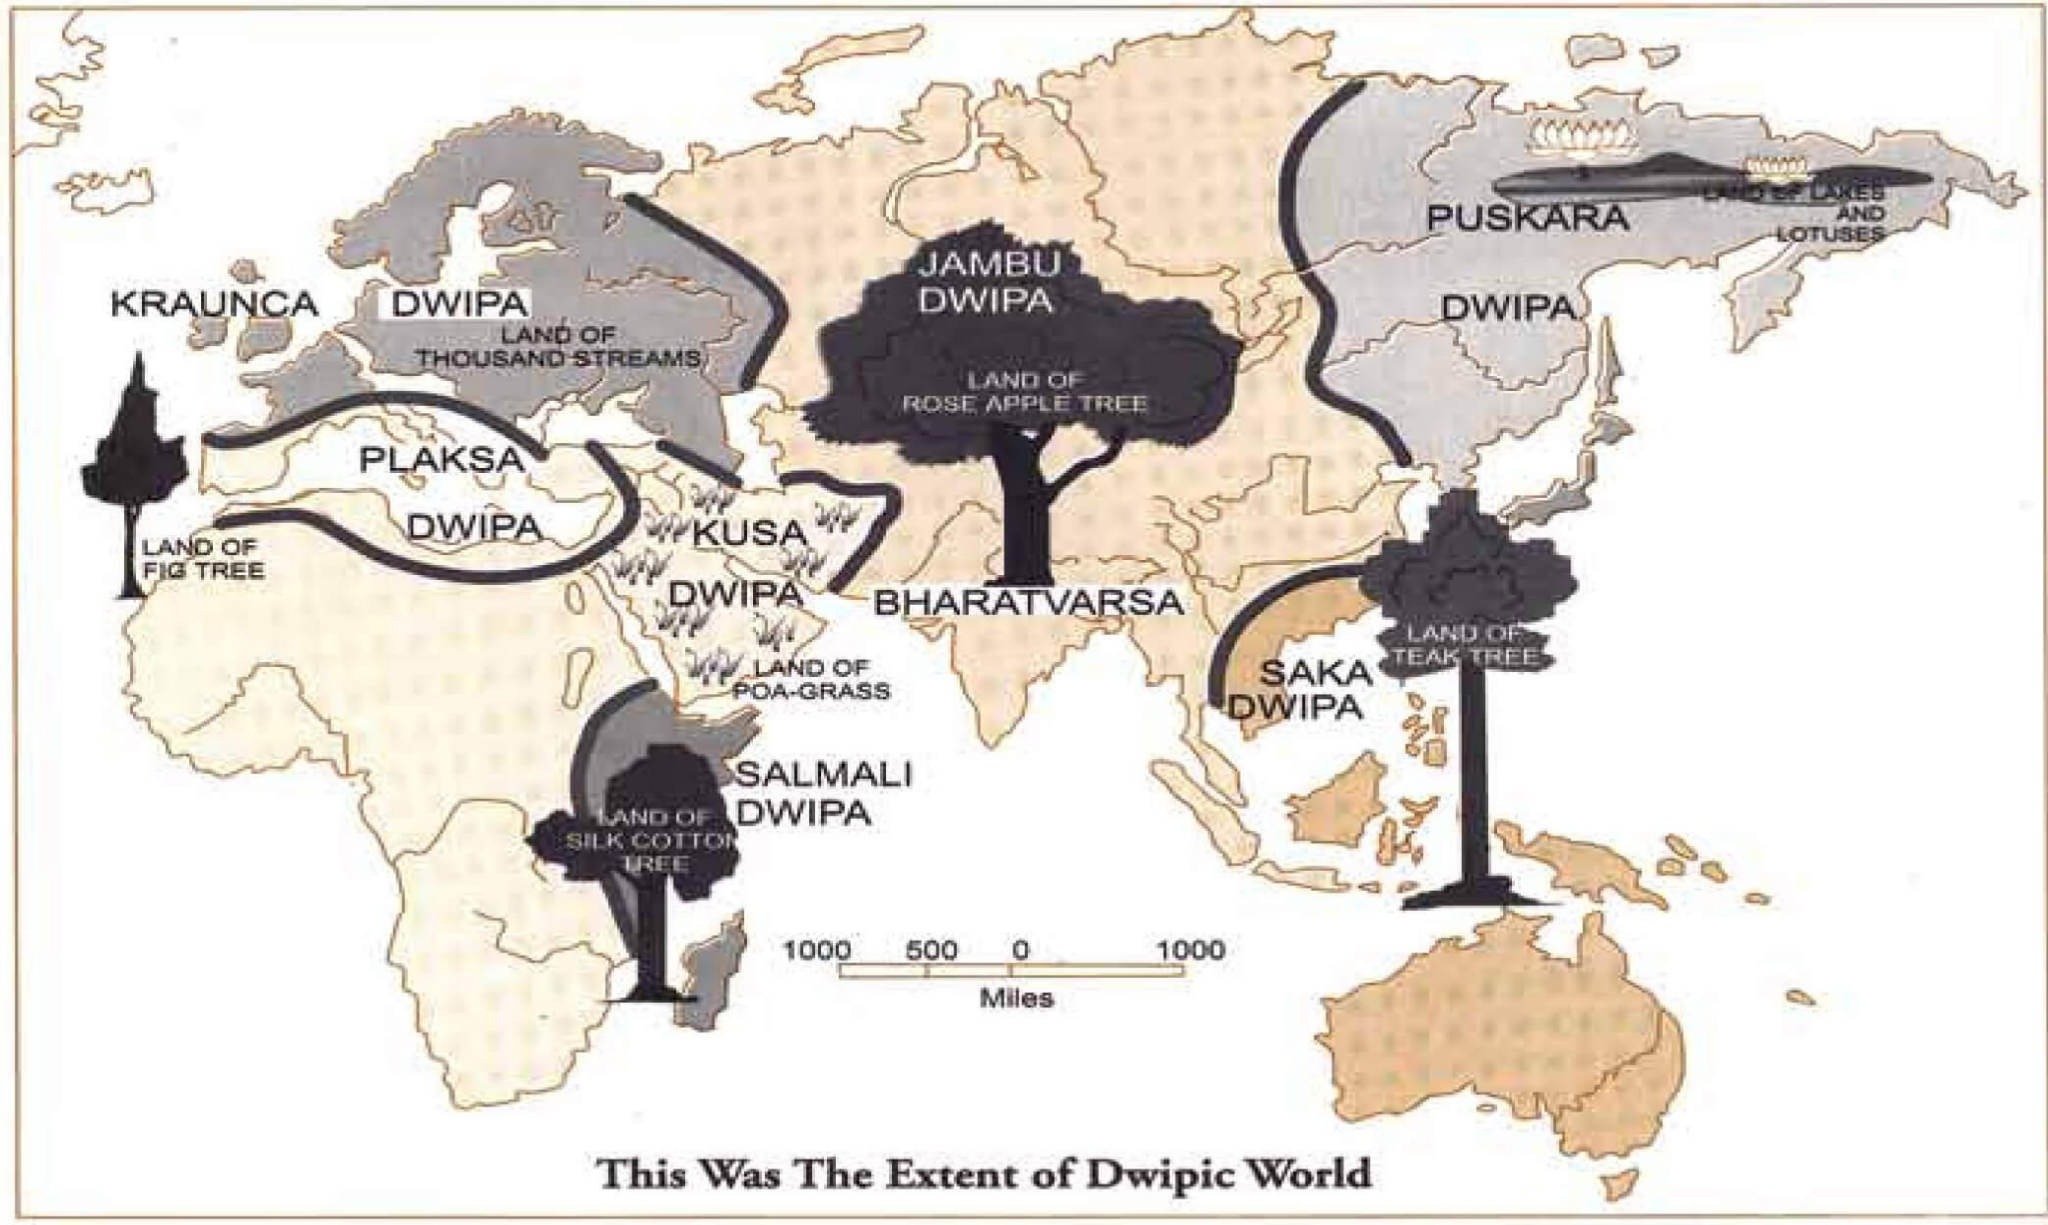 JAMBU
DWIPA
LAND OF
ROSE APPLE TREE
PUSKARA
DWIPA
LAND OF LAKES
AND
LOTUSES
KRAUNCA DWIPA
LAND OF
THOUSAND STREAMS
PLAKSA
DWIPA
LAND OF
FIG TREE
KUSA
DWIPA
LAND OF
POA-GRASS
BHARATVARSA
SAKA
DWIPA
LAND OF
TEAK TREE
SALMALI
DWIPA
LAND OF
SILK COTTON
TREE
1000 500 0 1000
Miles
This Was The Extent of Dwipic World